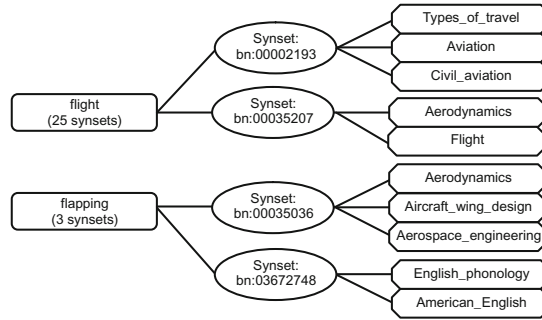 flight
(25 synsets)
Synset:
bn:00002193
Types_of_travel
Aviation
Civil_aviation
Synset:
bn:00035207
Aerodynamics
Flight
flapping
(3 synsets)
Synset:
bn:00035036
Aerodynamics
Aircraft_wing_design
Aerospace_engineering
Synset:
bn:03672748
English_phonology
American_English